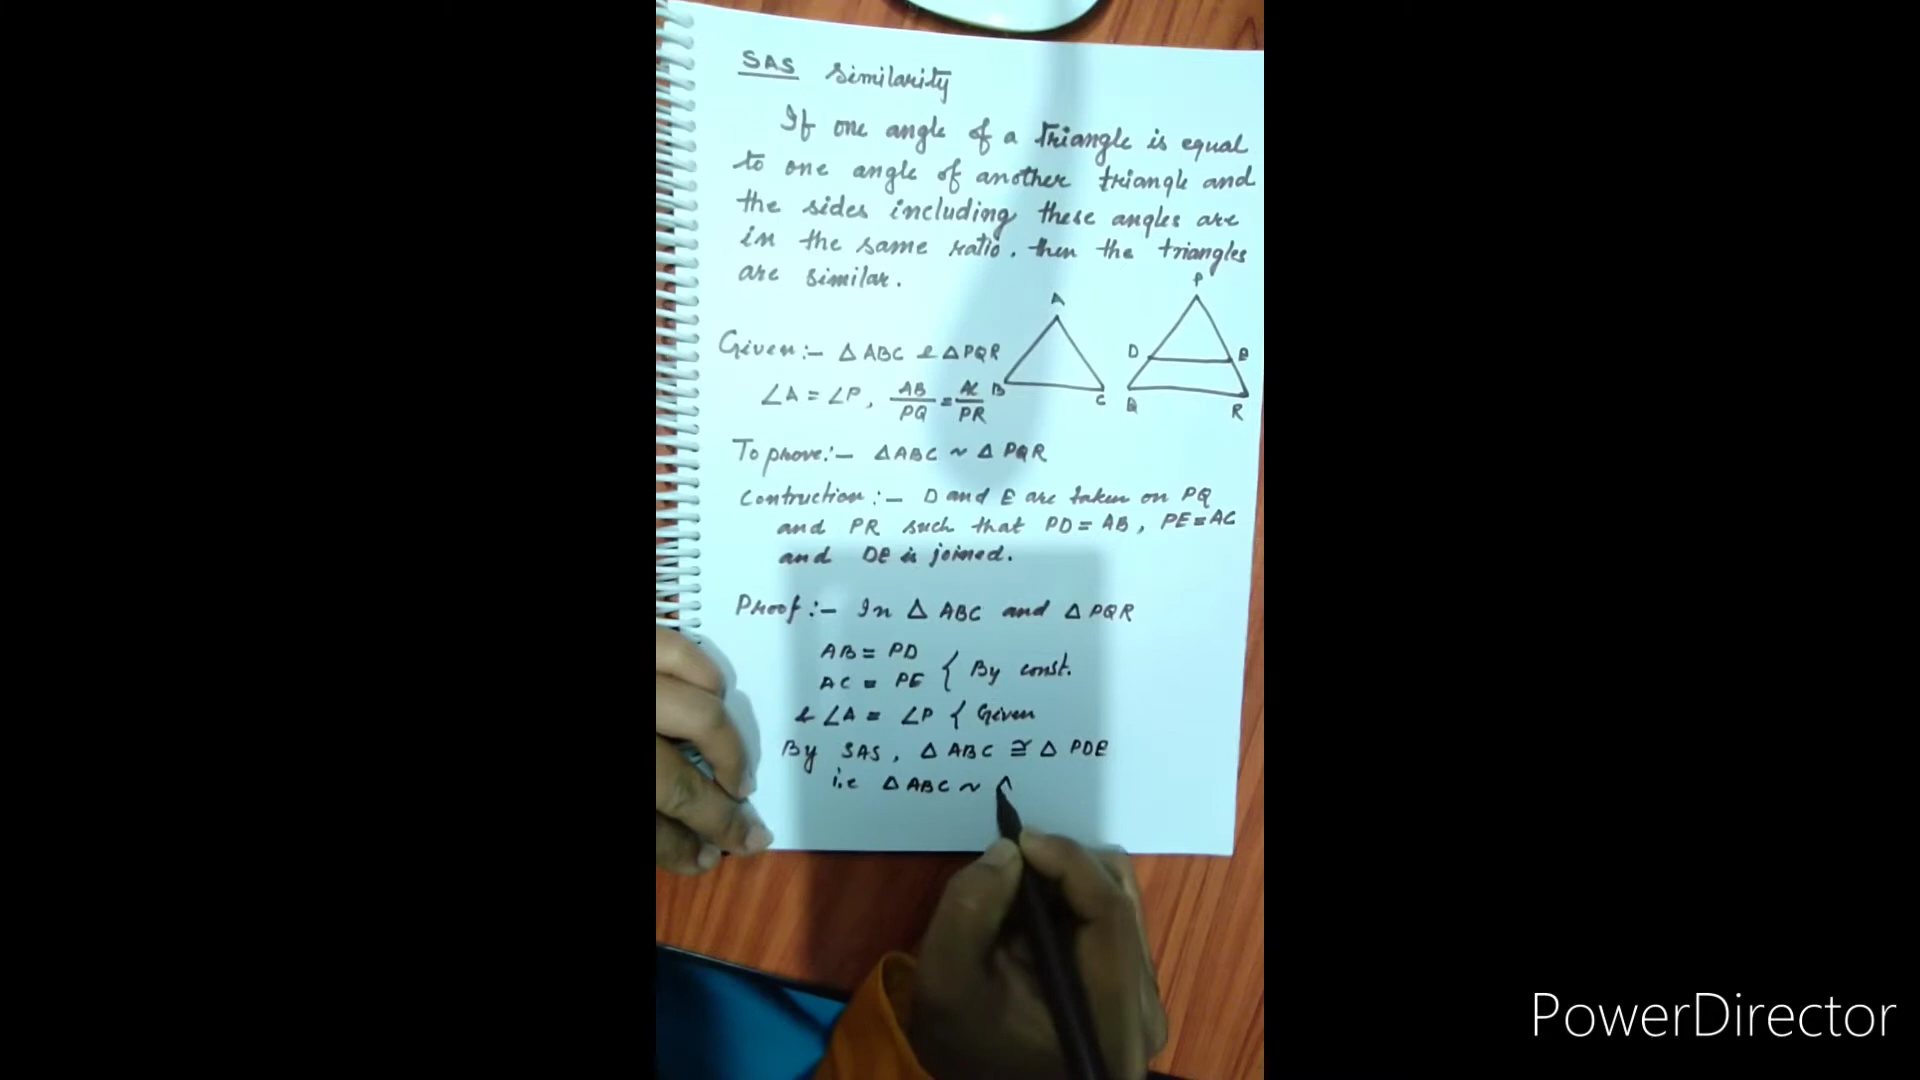 SAS Similarity
If one angle of a triangle is equal
to one angle of another triangle and
the sides including these angles are
in the same ratio. then the triangles
are similar.
Given:- △ ABC & △ PQR
∠A = ∠P, AB/PQ = AC/PR
A
B
C
P
D
E
Q
R
To prove:- △ABC ~ △ PQR
Contruction:- D and E are taken on PQ
and PR such that PD = AB, PE = AC
and DE is joined.
Proof:- In △ ABC and △ PQR
AB = PD
AC = PE { By const.
& ∠A = ∠P { Given
By SAS, △ ABC ≅ △ PDE
i.e △ ABC ~ △
PowerDirector